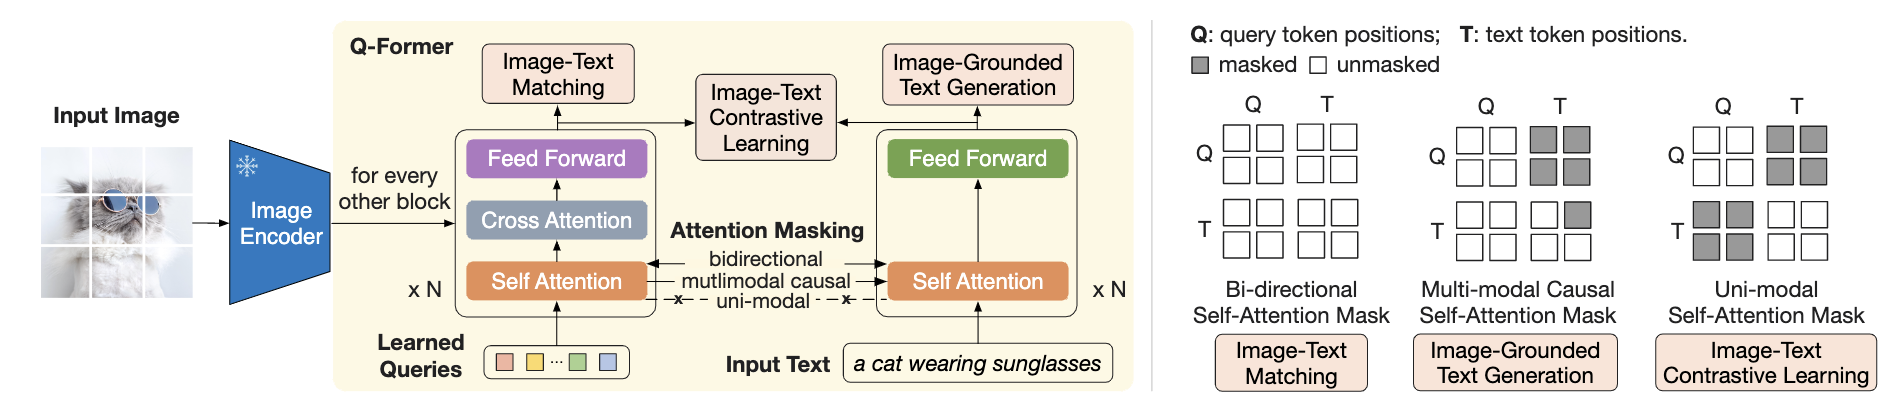 Q-Former
Input Image
Image
Encoder
for every
other block
Image-Text
Matching
Image-Text
Contrastive
Learning
Image-Grounded
Text Generation
Feed Forward
Cross Attention
Self Attention
x N
Attention Masking
bidirectional
mutlimodal causal
x uni-modal x
Feed Forward
Self Attention
x N
Learned
Queries
...
Input Text
a cat wearing sunglasses
Q: query token positions; T: text token positions.
masked unmasked
Q T
Q
T
Bi-directional
Self-Attention Mask
Image-Text
Matching
Q T
Q
T
Multi-modal Causal
Self-Attention Mask
Image-Grounded
Text Generation
Q T
Q
T
Uni-modal
Self-Attention Mask
Image-Text
Contrastive Learning